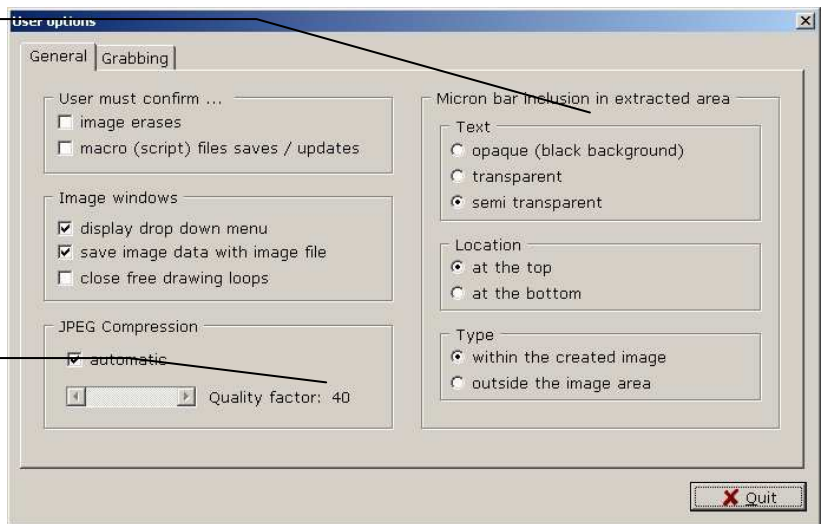 User options
General
Grabbing
User must confirm ...
image erases
macro (script) files saves / updates
Image windows
display drop down menu
save image data with image file
close free drawing loops
JPEG Compression
automatic
Quality factor: 40
Micron bar inclusion in extracted area
Text
opaque (black background)
transparent
semi transparent
Location
at the top
at the bottom
Type
within the created image
outside the image area
Quit